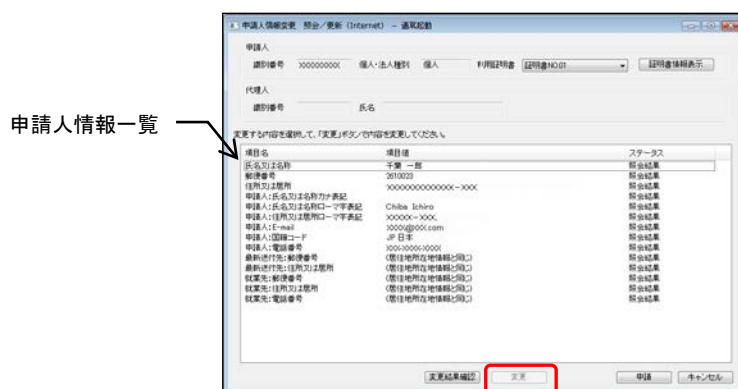 申請人情報変更 照会／更新 (Internet) － 通常起動
申請人
識別番号 XXXXXXXXX 個人・法人種別 個人 利用証明書 証明書NO.01 証明書情報表示
代理人
識別番号 氏名
申請人情報一覧
変更する内容を選択して、「変更」ボタンで内容を変更してください。
項目名 項目値 ステータス
氏名又は名称 千葉 一郎 照会結果
郵便番号 2610023 照会結果
住所又は居所 XXXXXXXXXXXXX－XXX 照会結果
申請人:氏名又は名称カナ表記 照会結果
申請人:氏名又は名称ローマ字表記 Chiba Ichiro 照会結果
申請人:住所又は居所ローマ字表記 XXXXX－XXX, 照会結果
申請人:E-mail XXXX@XXX.com 照会結果
申請人:国籍コード JP 日本 照会結果
申請人:電話番号 XXX-XXXX-XXXX 照会結果
最新送付先:郵便番号 (居住地所在地情報と同じ) 照会結果
最新送付先:住所又は居所 (居住地所在地情報と同じ) 照会結果
就業先:郵便番号 (居住地所在地情報と同じ) 照会結果
就業先:住所又は居所 (居住地所在地情報と同じ) 照会結果
就業先:電話番号 (居住地所在地情報と同じ) 照会結果
変更結果確認 変更 申請 キャンセル